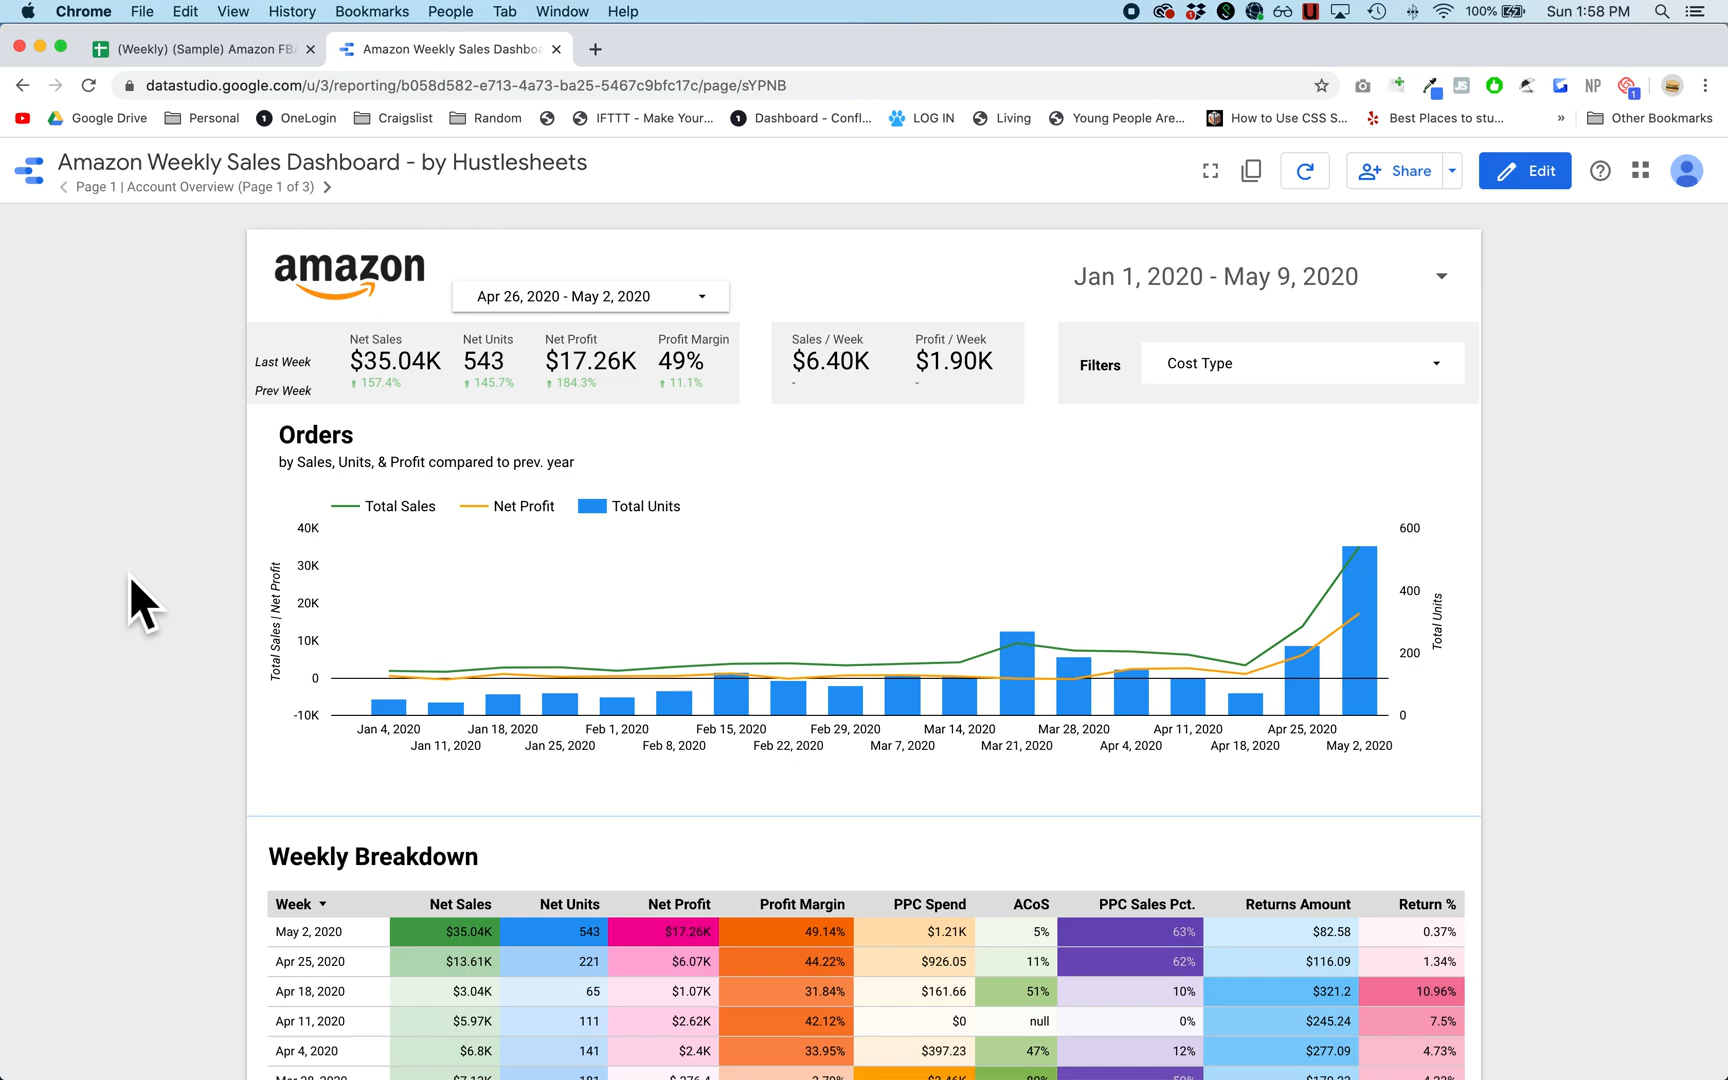 Chrome File Edit View History Bookmarks People Tab Window Help 100% Sun 1:58 PM
(Weekly) (Sample) Amazon FB Amazon Weekly Sales Dashbo
datastudio.google.com/u/3/reporting/b058d582-e713-4a73-ba25-5467c9bfc17c/page/sYPNB
Google Drive Personal OneLogin Craigslist Random IFTTT - Make Your... Dashboard - Confl... LOG IN Living Young People Are... How to Use CSS S... Best Places to stu... » Other Bookmarks
Amazon Weekly Sales Dashboard - by Hustlesheets
Page 1 | Account Overview (Page 1 of 3)
Share Edit
amazon
Apr 26, 2020 - May 2, 2020
Jan 1, 2020 - May 9, 2020
Net Sales Net Units Net Profit Profit Margin Sales / Week Profit / Week
Last Week $35.04K 543 $17.26K 49% $6.40K $1.90K
Filters Cost Type
Prev Week 157.4% 145.7% 184.3% 11.1% - -
Orders
by Sales, Units, & Profit compared to prev. year
Total Sales Net Profit Total Units
40K 600
30K
400
20K
10K
200
0
-10K 0
Total Sales | Net Profit
Total Units
Jan 4, 2020 Jan 18, 2020 Feb 1, 2020 Feb 15, 2020 Feb 29, 2020 Mar 14, 2020 Mar 28, 2020 Apr 11, 2020 Apr 25, 2020
Jan 11, 2020 Jan 25, 2020 Feb 8, 2020 Feb 22, 2020 Mar 7, 2020 Mar 21, 2020 Apr 4, 2020 Apr 18, 2020 May 2, 2020
Weekly Breakdown
Week Net Sales Net Units Net Profit Profit Margin PPC Spend ACoS PPC Sales Pct. Returns Amount Return %
May 2, 2020 $35.04K 543 $17.26K 49.14% $1.21K 5% 63% $82.58 0.37%
Apr 25, 2020 $13.61K 221 $6.07K 44.22% $926.05 11% 62% $116.09 1.34%
Apr 18, 2020 $3.04K 65 $1.07K 31.84% $161.66 51% 10% $321.2 10.96%
Apr 11, 2020 $5.97K 111 $2.62K 42.12% $0 null 0% $245.24 7.5%
Apr 4, 2020 $6.8K 141 $2.4K 33.95% $397.23 47% 12% $277.09 4.73%